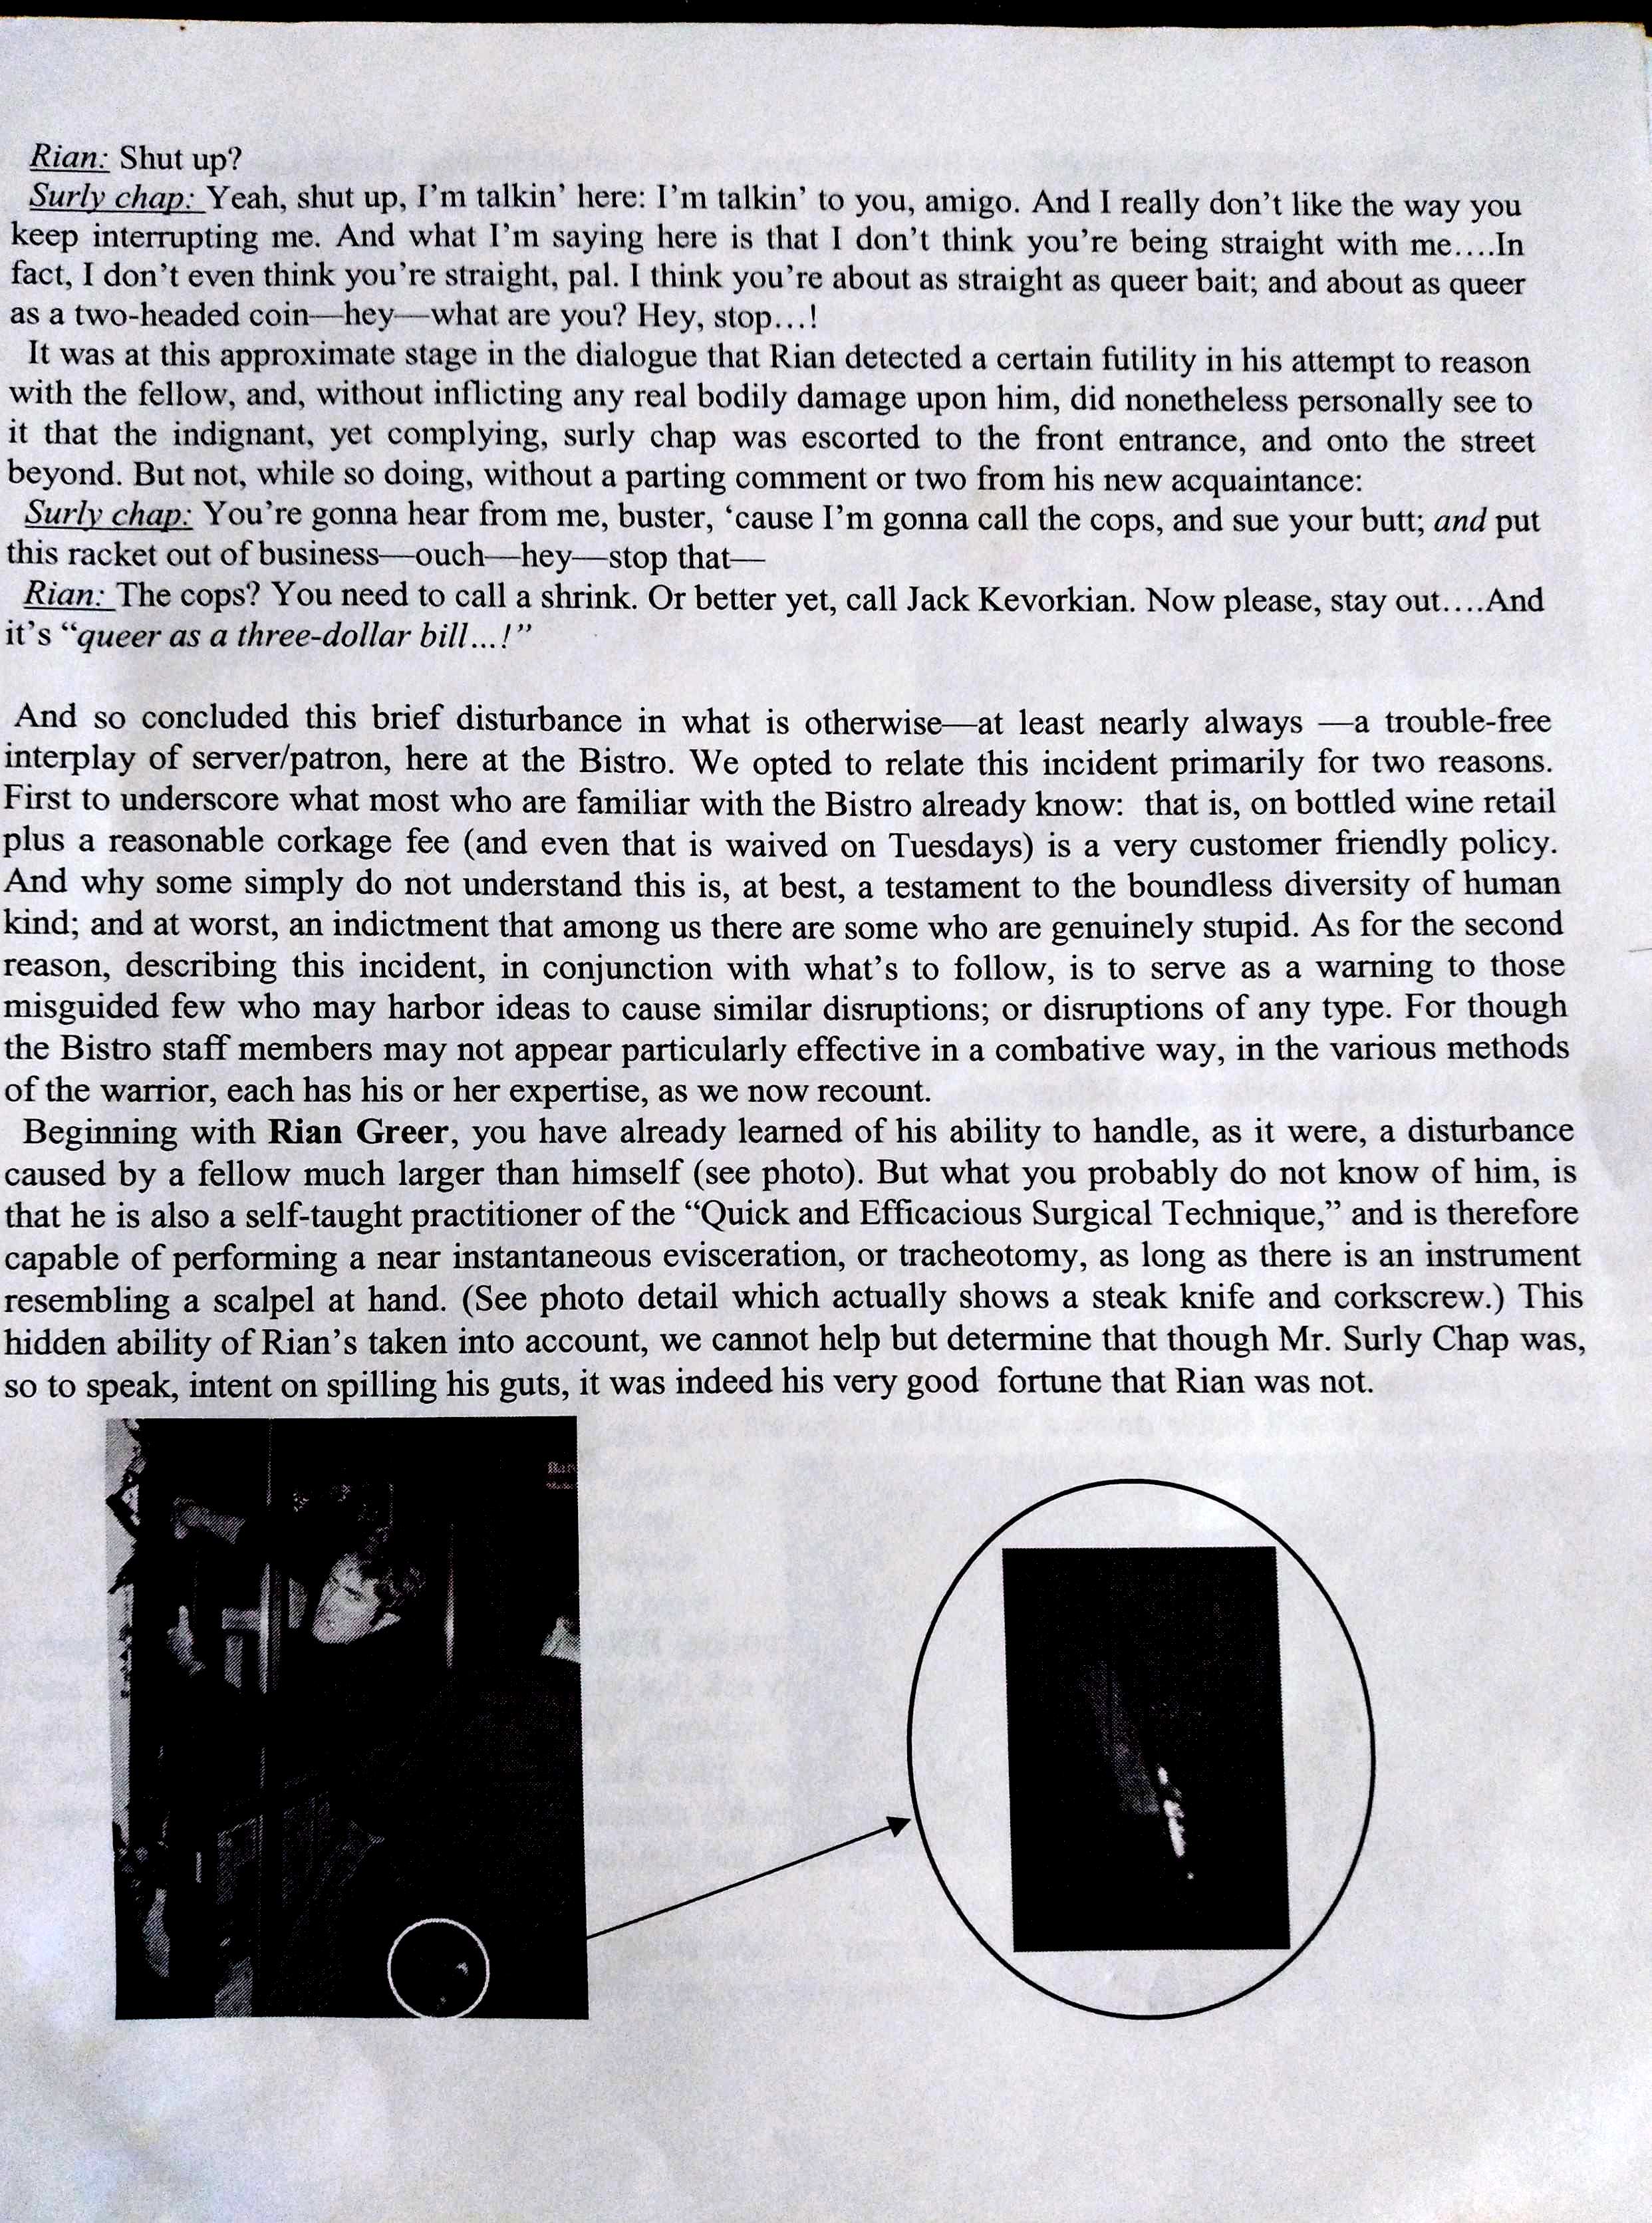 Rian: Shut up?
Surly chap: Yeah, shut up, I'm talkin' here: I'm talkin' to you, amigo. And I really don't like the way you
keep interrupting me. And what I'm saying here is that I don't think you're being straight with me….In
fact, I don't even think you're straight, pal. I think you're about as straight as queer bait; and about as queer
as a two-headed coin—hey—what are you? Hey, stop…!
It was at this approximate stage in the dialogue that Rian detected a certain futility in his attempt to reason
with the fellow, and, without inflicting any real bodily damage upon him, did nonetheless personally see to
it that the indignant, yet complying, surly chap was escorted to the front entrance, and onto the street
beyond. But not, while so doing, without a parting comment or two from his new acquaintance:
Surly chap: You're gonna hear from me, buster, 'cause I'm gonna call the cops, and sue your butt; and put
this racket out of business—ouch—hey—stop that—
Rian: The cops? You need to call a shrink. Or better yet, call Jack Kevorkian. Now please, stay out….And
it's "queer as a three-dollar bill…!"
And so concluded this brief disturbance in what is otherwise—at least nearly always —a trouble-free
interplay of server/patron, here at the Bistro. We opted to relate this incident primarily for two reasons.
First to underscore what most who are familiar with the Bistro already know: that is, on bottled wine retail
plus a reasonable corkage fee (and even that is waived on Tuesdays) is a very customer friendly policy.
And why some simply do not understand this is, at best, a testament to the boundless diversity of human
kind; and at worst, an indictment that among us there are some who are genuinely stupid. As for the second
reason, describing this incident, in conjunction with what's to follow, is to serve as a warning to those
misguided few who may harbor ideas to cause similar disruptions; or disruptions of any type. For though
the Bistro staff members may not appear particularly effective in a combative way, in the various methods
of the warrior, each has his or her expertise, as we now recount.
Beginning with Rian Greer, you have already learned of his ability to handle, as it were, a disturbance
caused by a fellow much larger than himself (see photo). But what you probably do not know of him, is
that he is also a self-taught practitioner of the "Quick and Efficacious Surgical Technique," and is therefore
capable of performing a near instantaneous evisceration, or tracheotomy, as long as there is an instrument
resembling a scalpel at hand. (See photo detail which actually shows a steak knife and corkscrew.) This
hidden ability of Rian's taken into account, we cannot help but determine that though Mr. Surly Chap was,
so to speak, intent on spilling his guts, it was indeed his very good fortune that Rian was not.